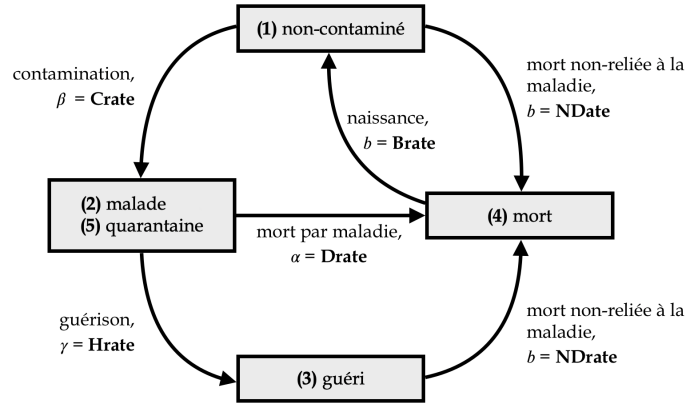 (1) non-contaminé
contamination,
β = Crate
mort non-reliée à la
maladie,
b = NDate
naissance,
b = Brate
(2) malade
(5) quarantaine
(4) mort
mort par maladie,
α = Drate
guérison,
γ = Hrate
mort non-reliée à la
maladie,
b = NDrate
(3) guéri